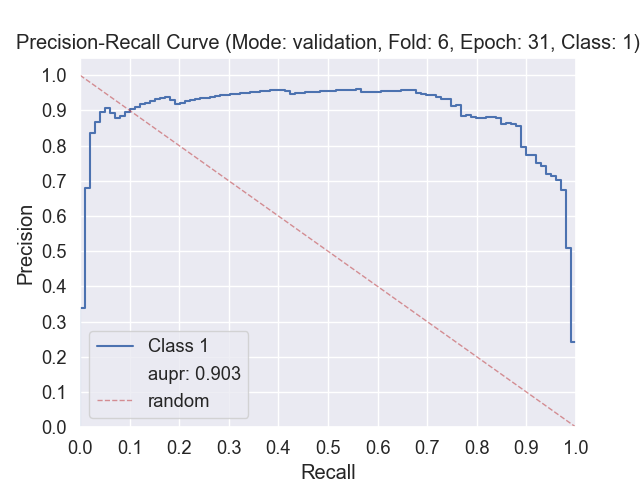 Precision-Recall Curve (Mode: validation, Fold: 6, Epoch: 31, Class: 1)
1.0
0.9
0.8
0.7
0.6
0.5
0.4
0.3
0.2
0.1
0.0
Precision
Class 1
aupr: 0.903
random
0.0 0.1 0.2 0.3 0.4 0.5 0.6 0.7 0.8 0.9 1.0
Recall